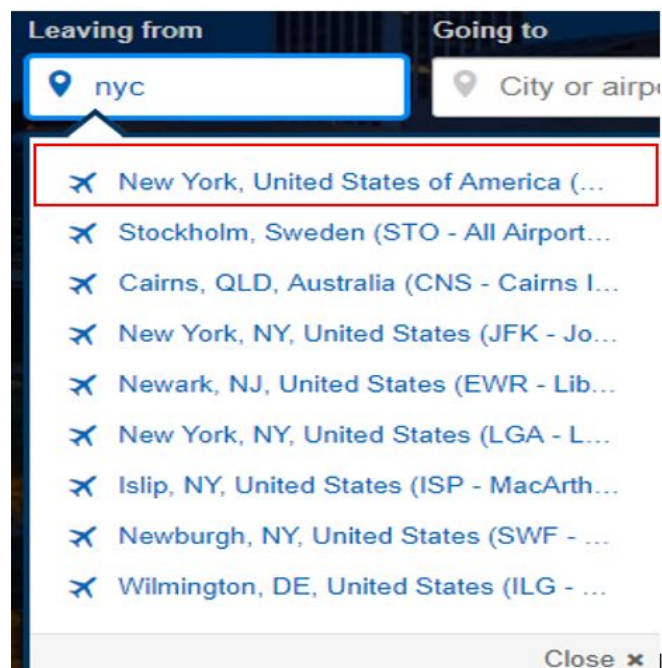 Leaving from Going to
nyc City or airp
New York, United States of America (...
Stockholm, Sweden (STO - All Airport...
Cairns, QLD, Australia (CNS - Cairns I...
New York, NY, United States (JFK - Jo...
Newark, NJ, United States (EWR - Lib...
New York, NY, United States (LGA - L...
Islip, NY, United States (ISP - MacArth...
Newburgh, NY, United States (SWF - ...
Wilmington, DE, United States (ILG - ...
Close ×